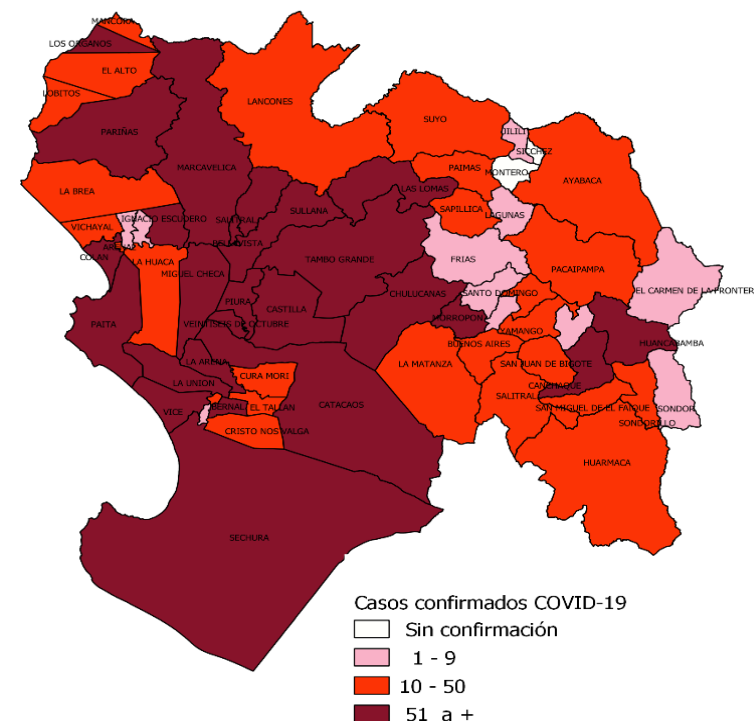 MANCORA
LOS ORGANOS
EL ALTO
LOBITOS
LANCONES
SUYO
JILILI
SICCHEZ
PARIÑAS
MARCAVELICA
PAIMAS
MONTERO
AYABACA
LAS LOMAS
LA BREA
SULLANA
SAPILLICA
LAGUNAS
IGNACIO ESCUDERO
SALITRAL
VICHAYAL
BELLAVISTA
ARENAL
COLAN
LA HUACA
TAMBO GRANDE
FRIAS
PACAIPAMPA
MIGUEL CHECA
CHULUCANAS
SANTO DOMINGO
EL CARMEN DE LA FRONTER
PIURA
CASTILLA
MORROPON
PAITA
VEINTISEIS DE OCTUBRE
YAMANGO
BUENOS AIRES
HUANCABAMBA
LA ARENA
LA MATANZA
SAN JUAN DE BIGOTE
CURA MORI
LA UNION
CANCHAQUE
SALITRAL
CATACAOS
VICE
BERNAL
EL TALLAN
SAN MIGUEL DE EL FAIQUE
SONDOR
SONDORILLO
CRISTO NOS VALGA
HUARMACA
SECHURA
Casos confirmados COVID-19
Sin confirmación
1 - 9
10 - 50
51 a +